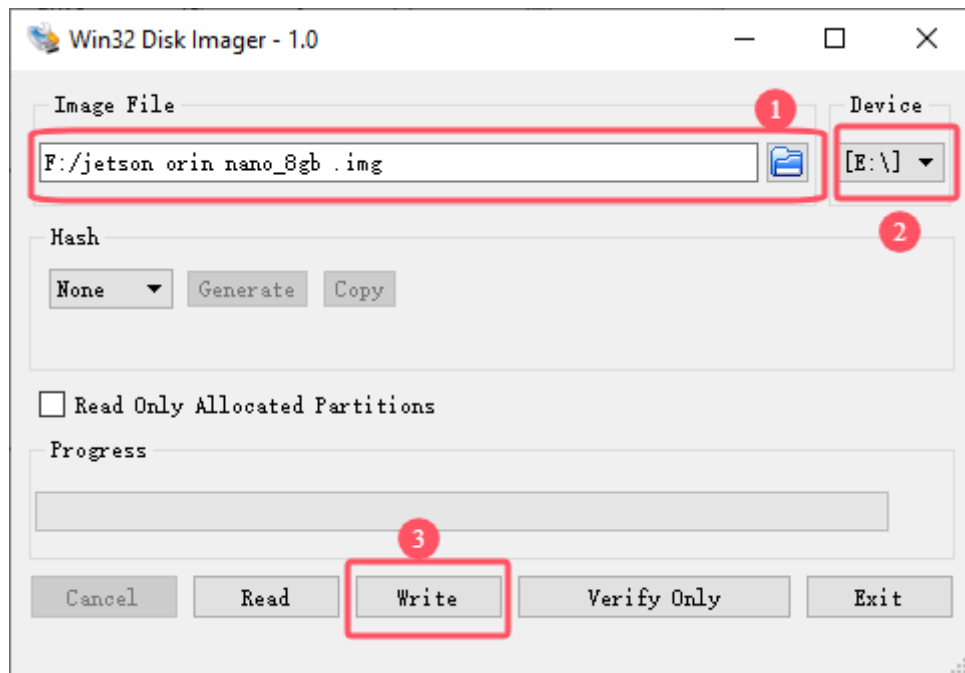 Win32 Disk Imager - 1.0
Image File
1
Device
F:/jetson orin nano_8gb .img
[E:\]
2
Hash
None
Generate
Copy
Read Only Allocated Partitions
Progress
3
Cancel
Read
Write
Verify Only
Exit